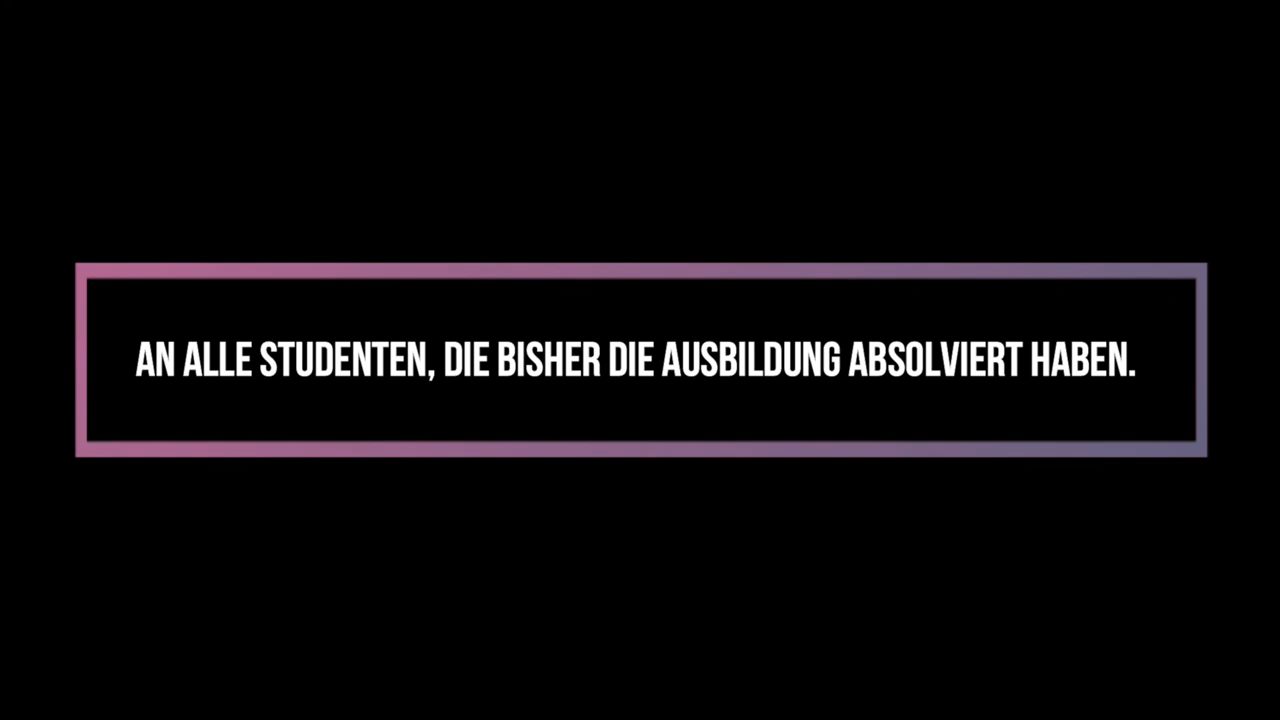 AN ALLE STUDENTEN, DIE BISHER DIE AUSBILDUNG ABSOLVIERT HABEN.